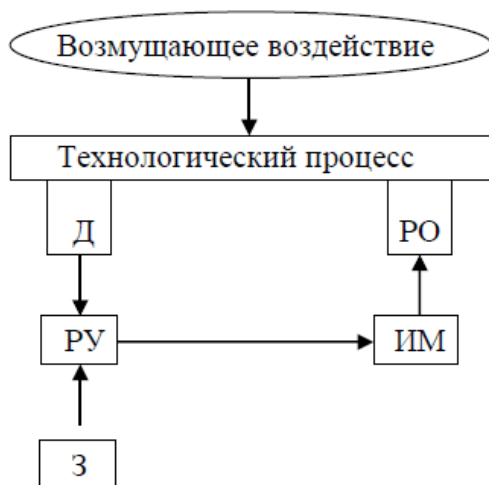 Возмущающее воздействие
Технологический процесс
Д
РО
РУ
ИМ
З